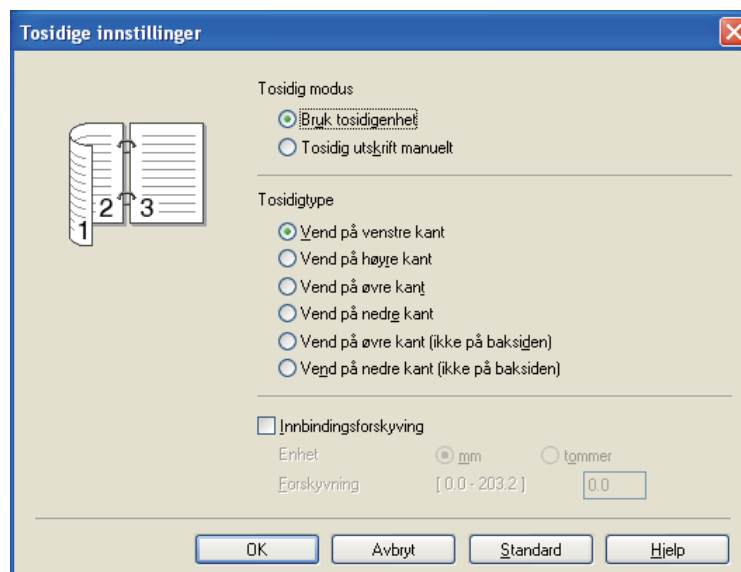 Tosidige innstillinger
Tosidig modus
Bruk tosidigenhet
Tosidig utskrift manuelt
1 2 3
Tosidigtype
Vend på venstre kant
Vend på høyre kant
Vend på øvre kant
Vend på nedre kant
Vend på øvre kant (ikke på baksiden)
Vend på nedre kant (ikke på baksiden)
Innbindingsforskyving
Enhet mm tommer
Forskyvning [ 0.0 - 203.2 ] 0.0
OK Avbryt Standard Hjelp